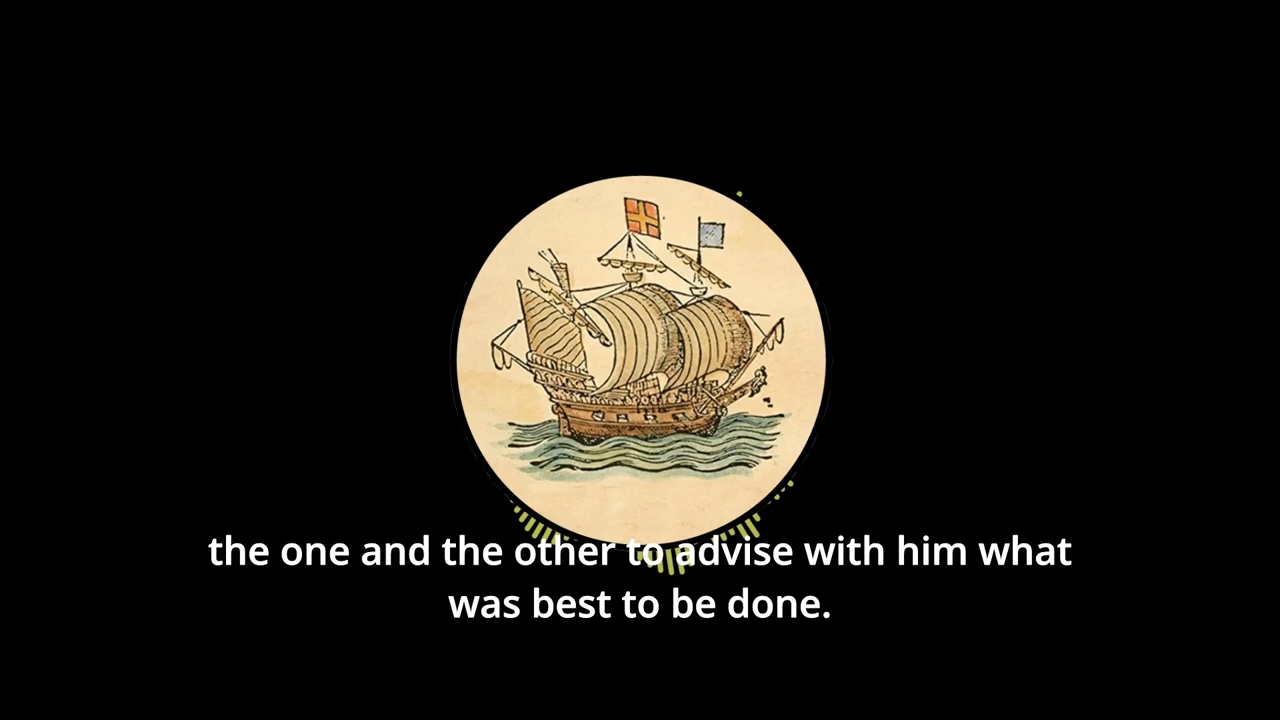 the one and the other to advise with him what
was best to be done.